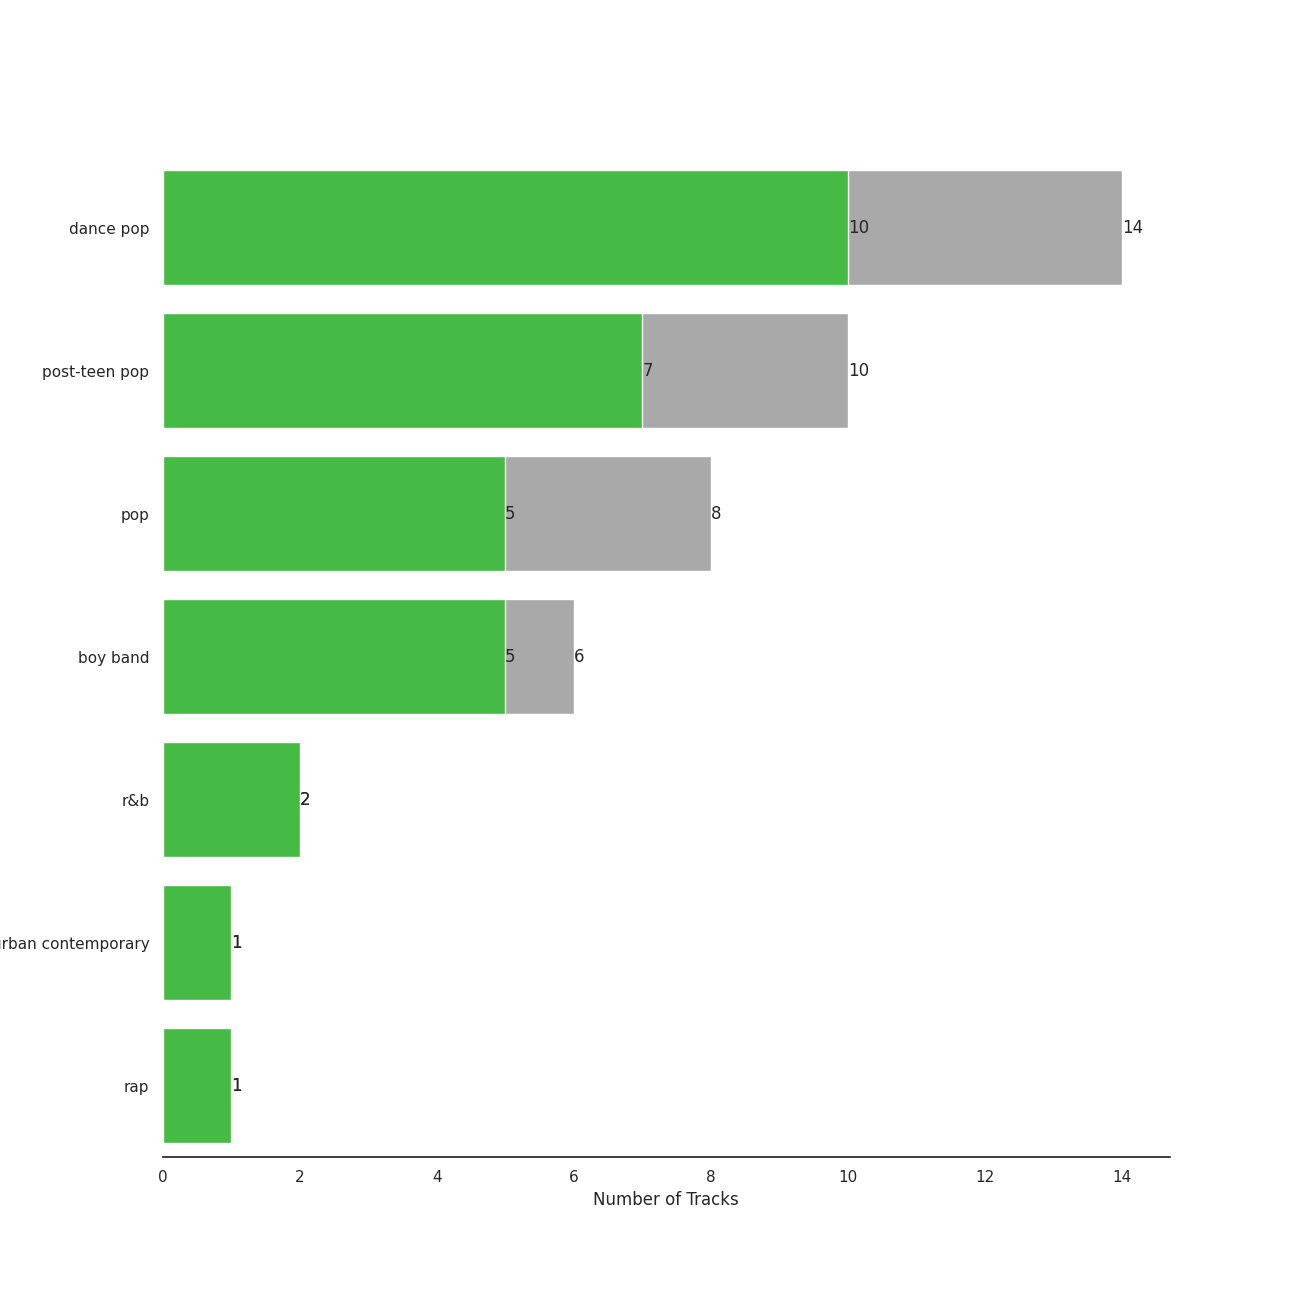 dance pop 10 14
post-teen pop 7 10
pop 5 8
boy band 5 6
r&b 2
rban contemporary 1
rap 1
0 2 4 6 8 10 12 14
Number of Tracks